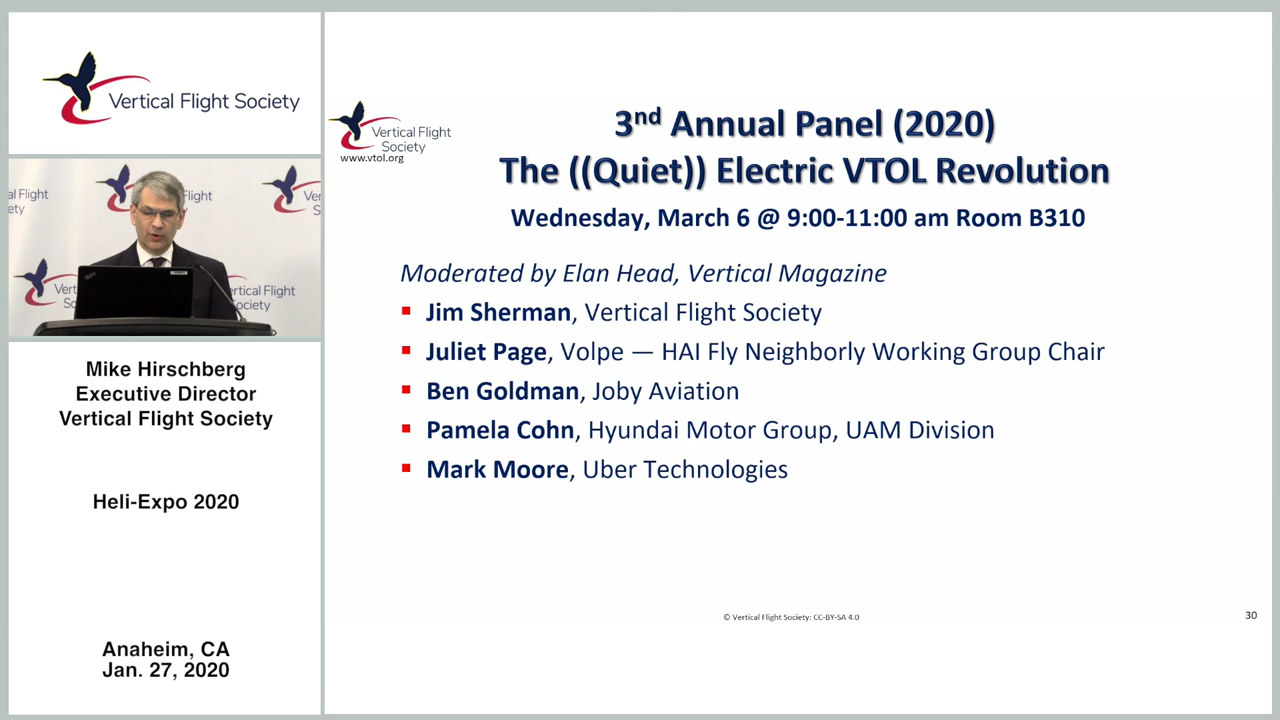 Vertical Flight Society
Mike Hirschberg
Executive Director
Vertical Flight Society
Heli-Expo 2020
Anaheim, CA
Jan. 27, 2020
Vertical Flight
Society
www.vtol.org
3nd Annual Panel (2020)
The ((Quiet)) Electric VTOL Revolution
Wednesday, March 6 @ 9:00-11:00 am Room B310
Moderated by Elan Head, Vertical Magazine
Jim Sherman, Vertical Flight Society
Juliet Page, Volpe — HAI Fly Neighborly Working Group Chair
Ben Goldman, Joby Aviation
Pamela Cohn, Hyundai Motor Group, UAM Division
Mark Moore, Uber Technologies
© Vertical Flight Society: CC-BY-SA 4.0
30